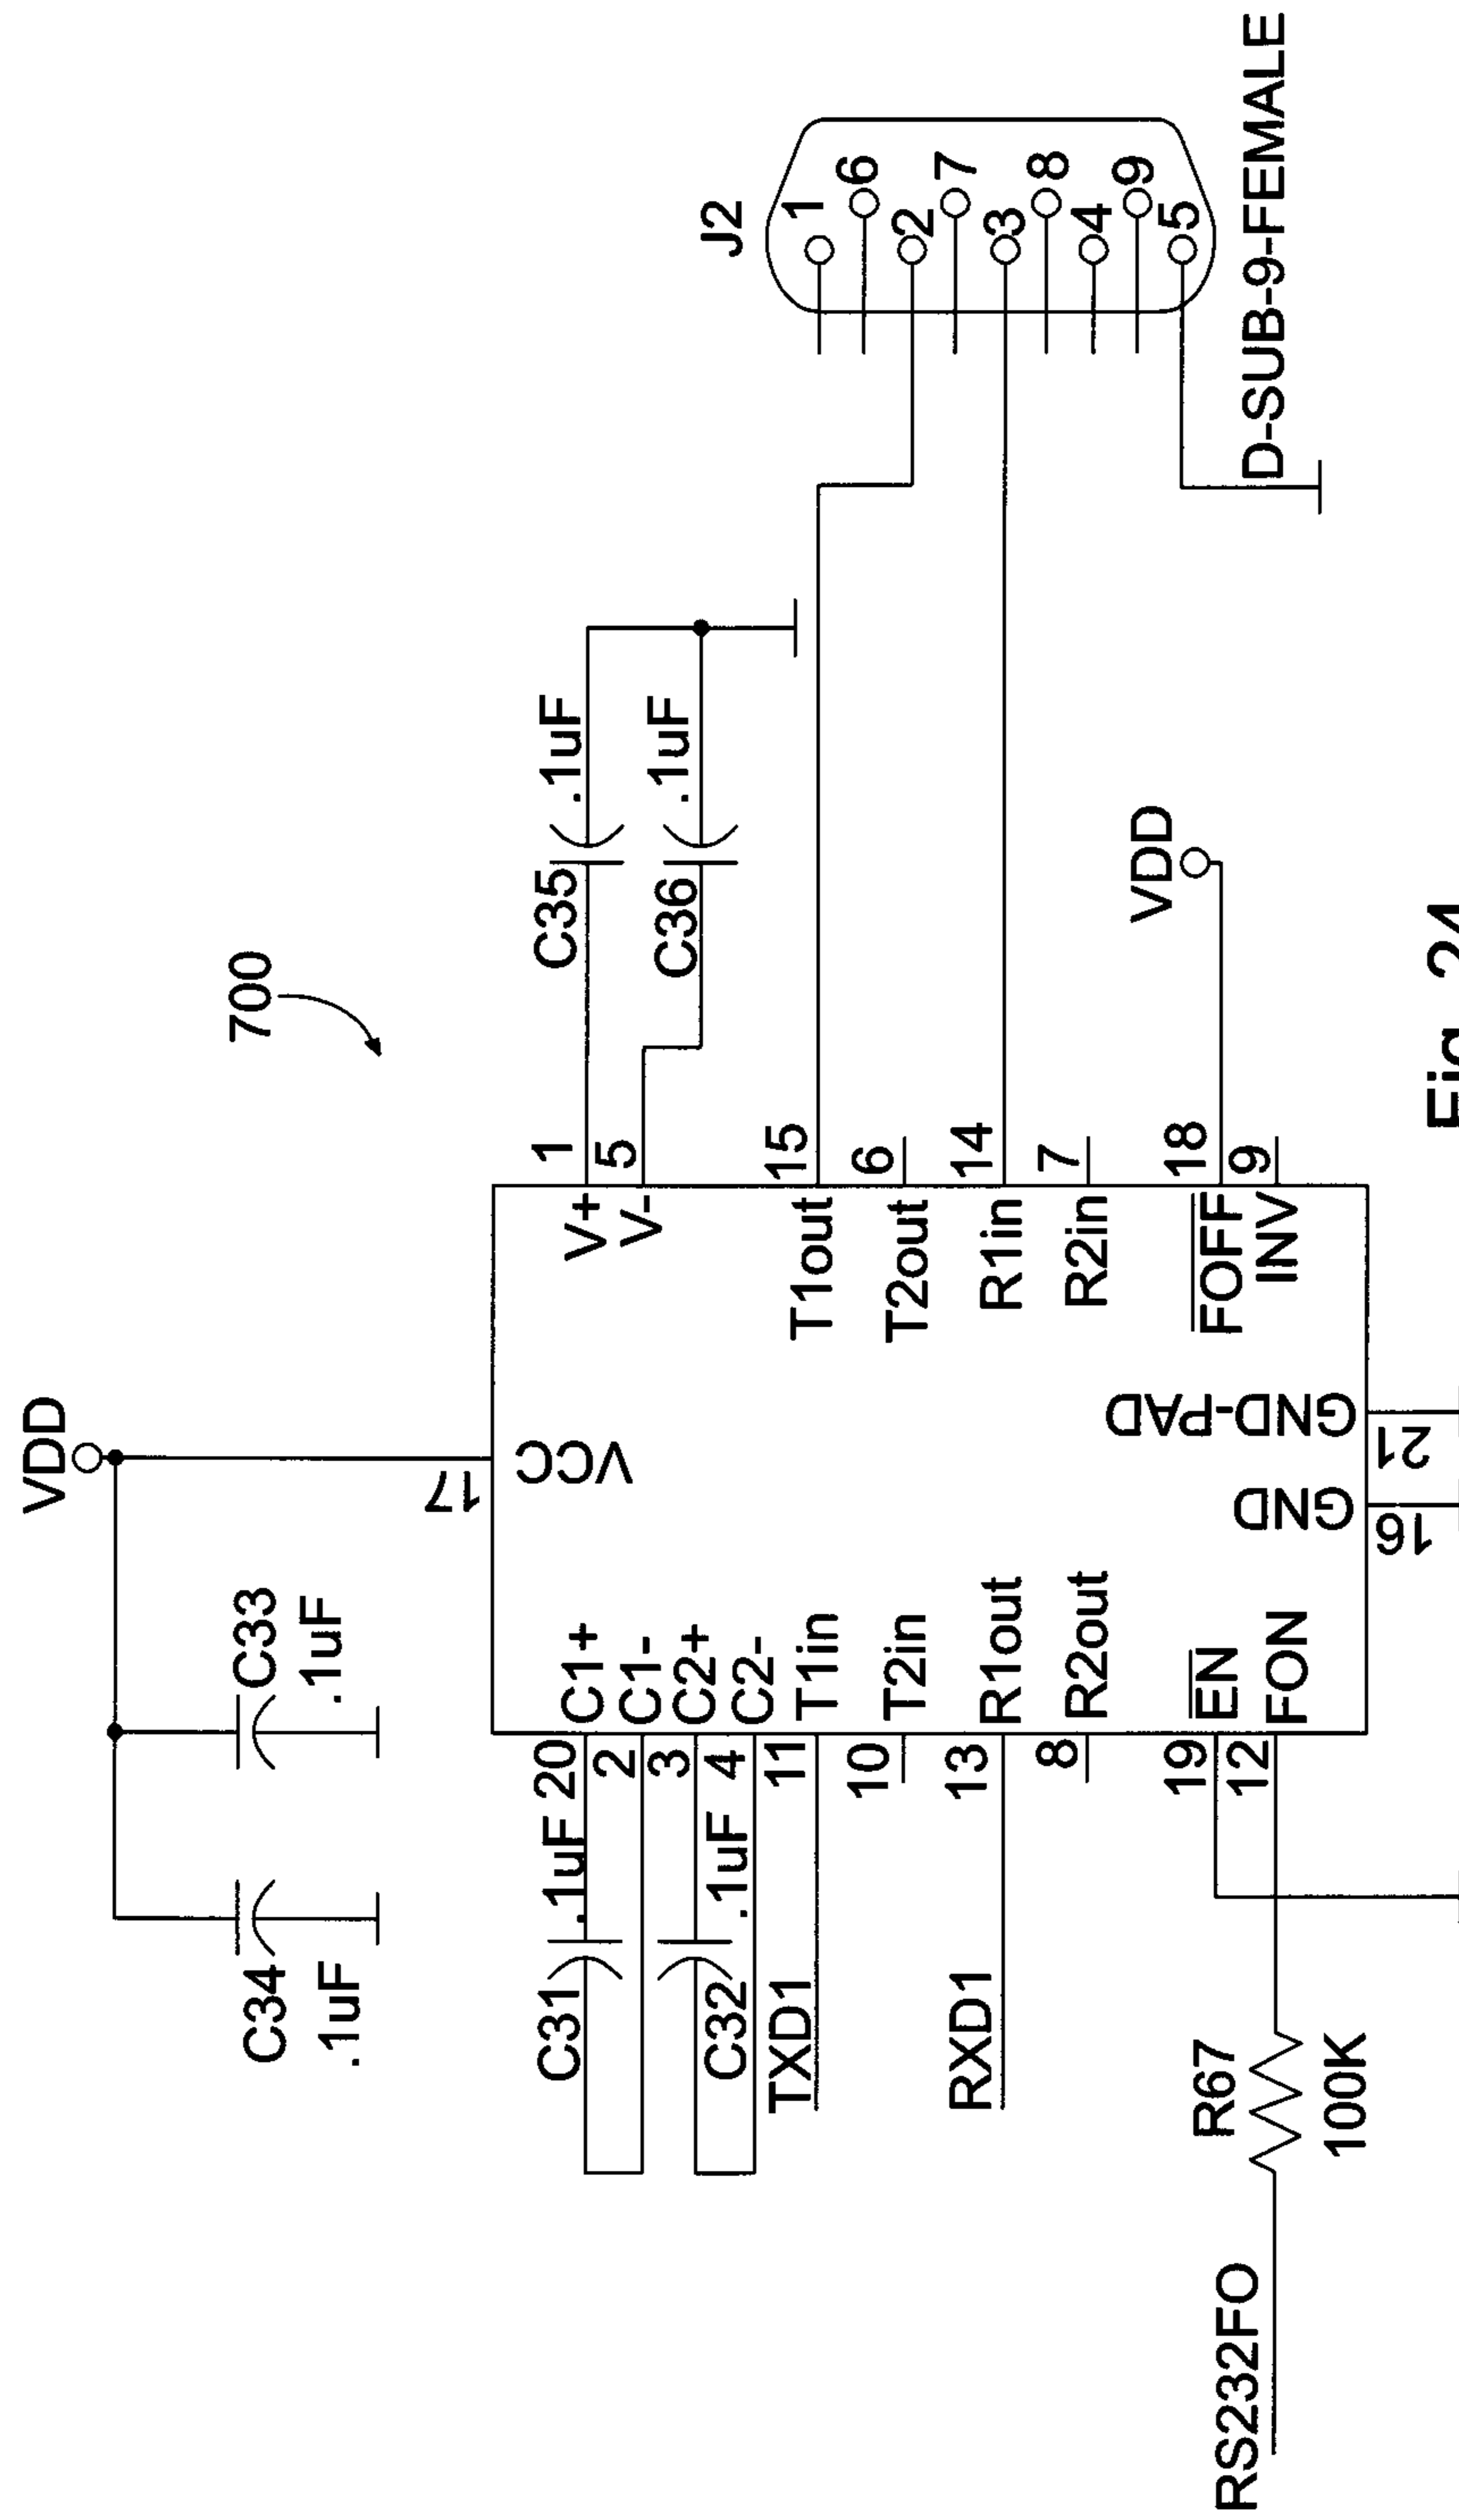 VDD
C34
.1uF
C33
.1uF
700
J2
1
6
2
7
3
8
4
9
5
D-SUB-9-FEMALE
17
VCC
C31
.1uF
20
C1+
2
C1-
3
C2+
C32
.1uF
4
C2-
TXD1
11
T1in
10
T2in
RXD1
13
R1out
8
R2out
19
EN
12
FON
RS232FO
R67
100K
V+
1
C35
.1uF
V-
5
C36
.1uF
T1out
15
T2out
6
R1in
14
R2in
7
FOFF
18
VDD
INV
9
GND
16
GND-PAD
21
Fig. 24